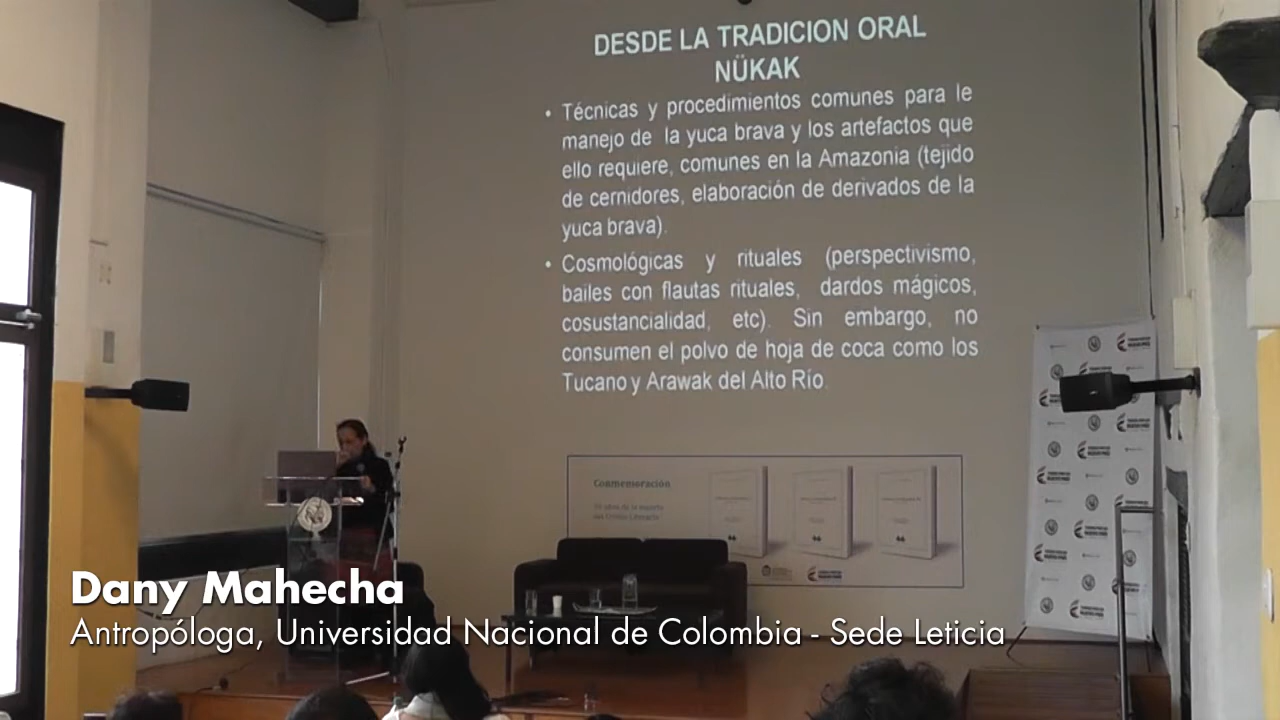 DESDE LA TRADICION ORAL
NÜKAK
• Técnicas y procedimientos comunes para le
manejo de la yuca brava y los artefactos que
ello requiere, comunes en la Amazonia (tejido
de cernidores, elaboración de derivados de la
yuca brava).
• Cosmológicas y rituales (perspectivismo,
bailes con flautas rituales, dardos mágicos,
cosustancialidad, etc). Sin embargo, no
consumen el polvo de hoja de coca como los
Tucano y Arawak del Alto Río.
Conmemoración
Dany Mahecha
Antropóloga, Universidad Nacional de Colombia - Sede Leticia